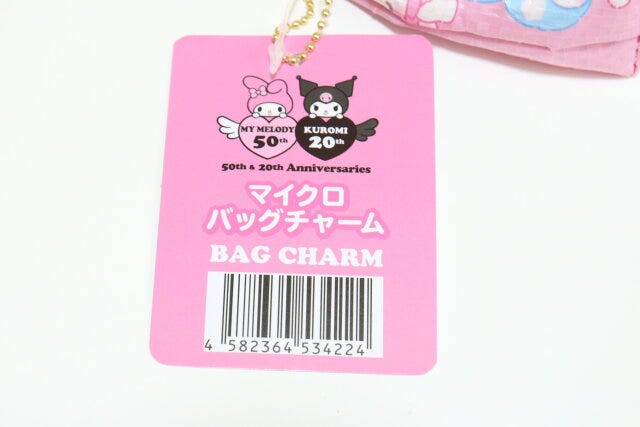 MY MELODY
50th
KUROMI
20th
50th & 20th Anniversaries
マイクロ
バッグチャーム
BAG CHARM
4 582364 534224